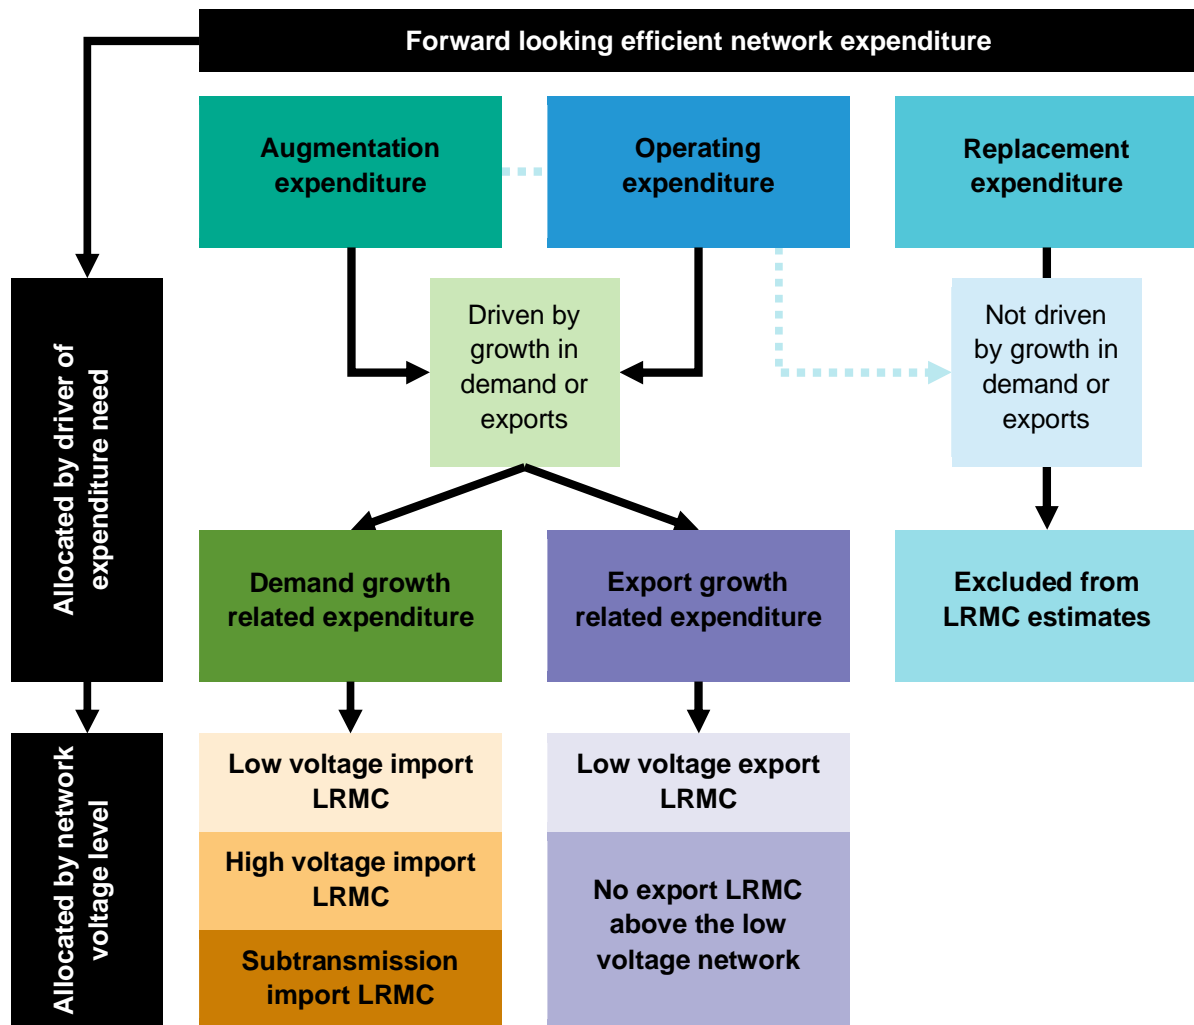 Forward looking efficient network expenditure
Augmentation
expenditure
Operating
expenditure
Replacement
expenditure
Allocated by driver of
expenditure need
Driven by
growth in
demand or
exports
Not driven
by growth in
demand or
exports
Demand growth
related expenditure
Export growth
related expenditure
Excluded from
LRMC estimates
Allocated by network
voltage level
Low voltage import
LRMC
High voltage import
LRMC
Subtransmission
import LRMC
Low voltage export
LRMC
No export LRMC
above the low
voltage network